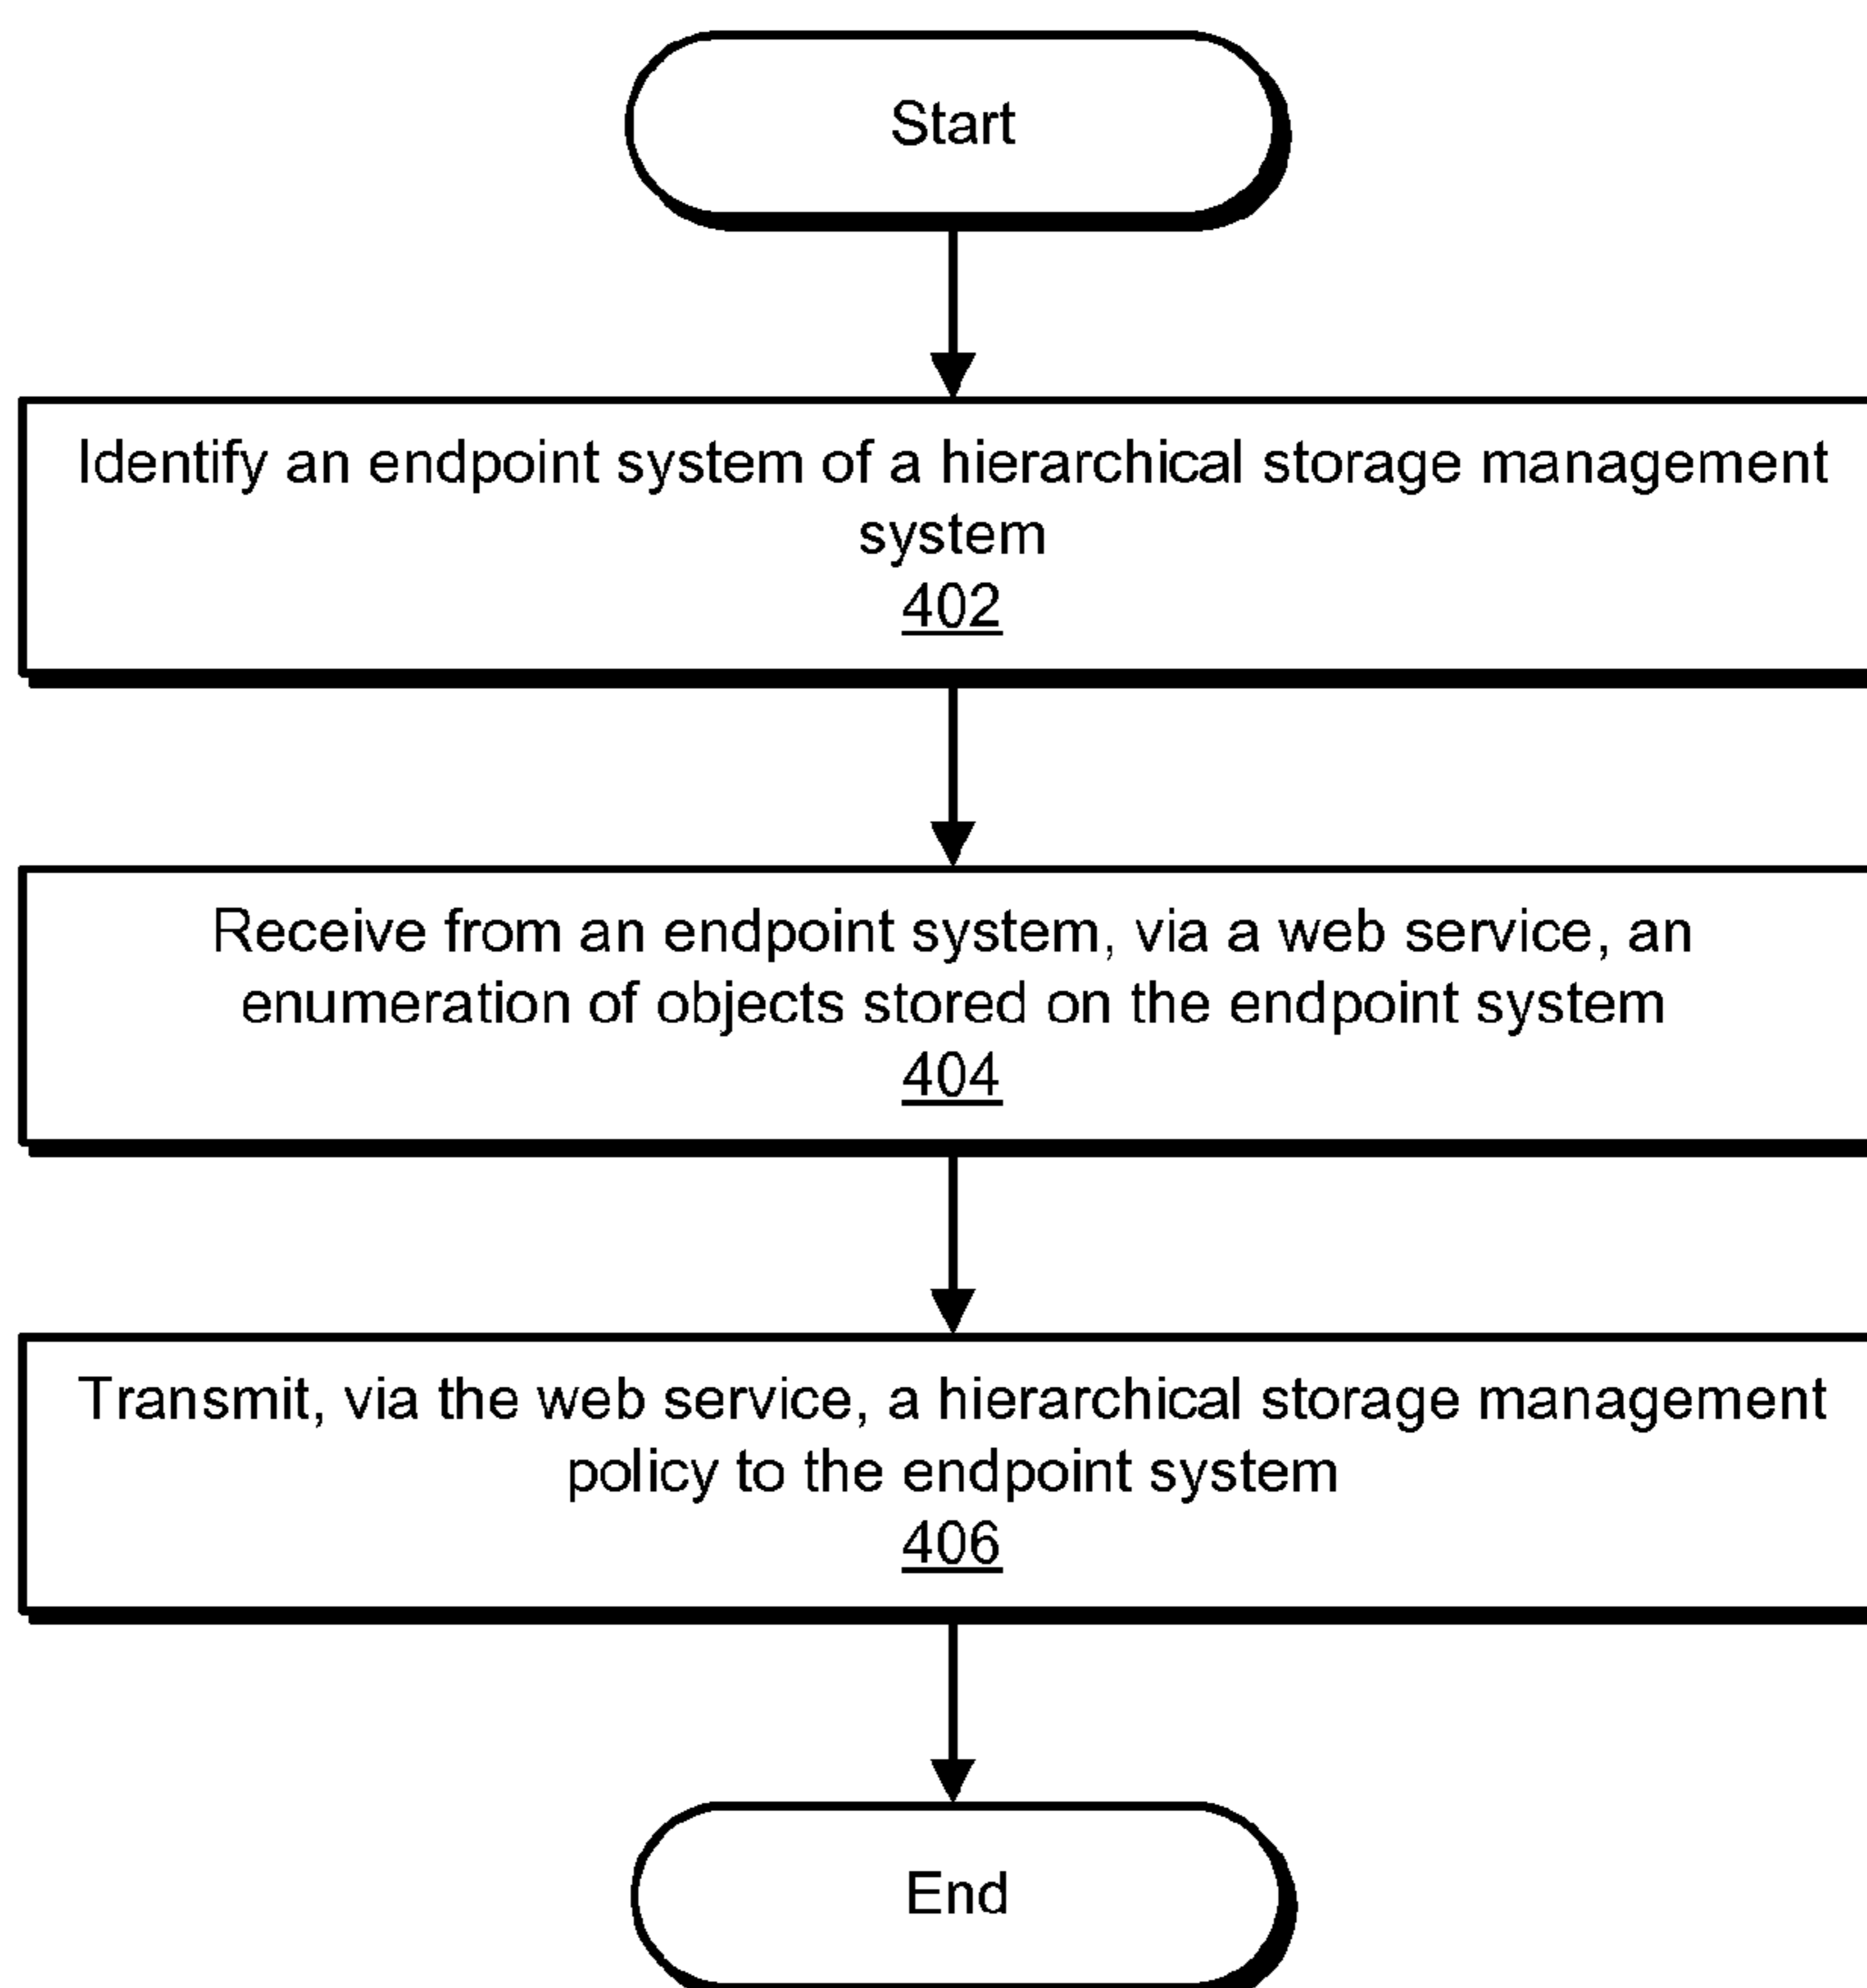 Start
Identify an endpoint system of a hierarchical storage management
system
402
Receive from an endpoint system, via a web service, an
enumeration of objects stored on the endpoint system
404
Transmit, via the web service, a hierarchical storage management
policy to the endpoint system
406
End